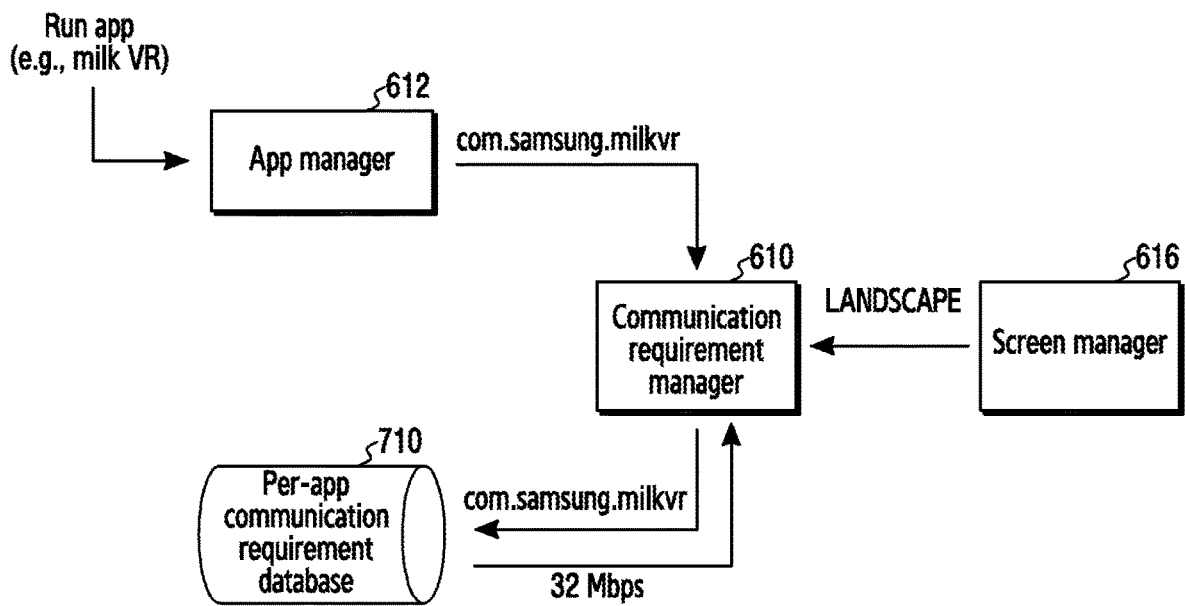 Run app
(e.g., milk VR)
612
App manager
com.samsung.milkvr
610
616
Communication
requirement
manager
LANDSCAPE
Screen manager
710
Per-app
communication
requirement
database
com.samsung.milkvr
32 Mbps